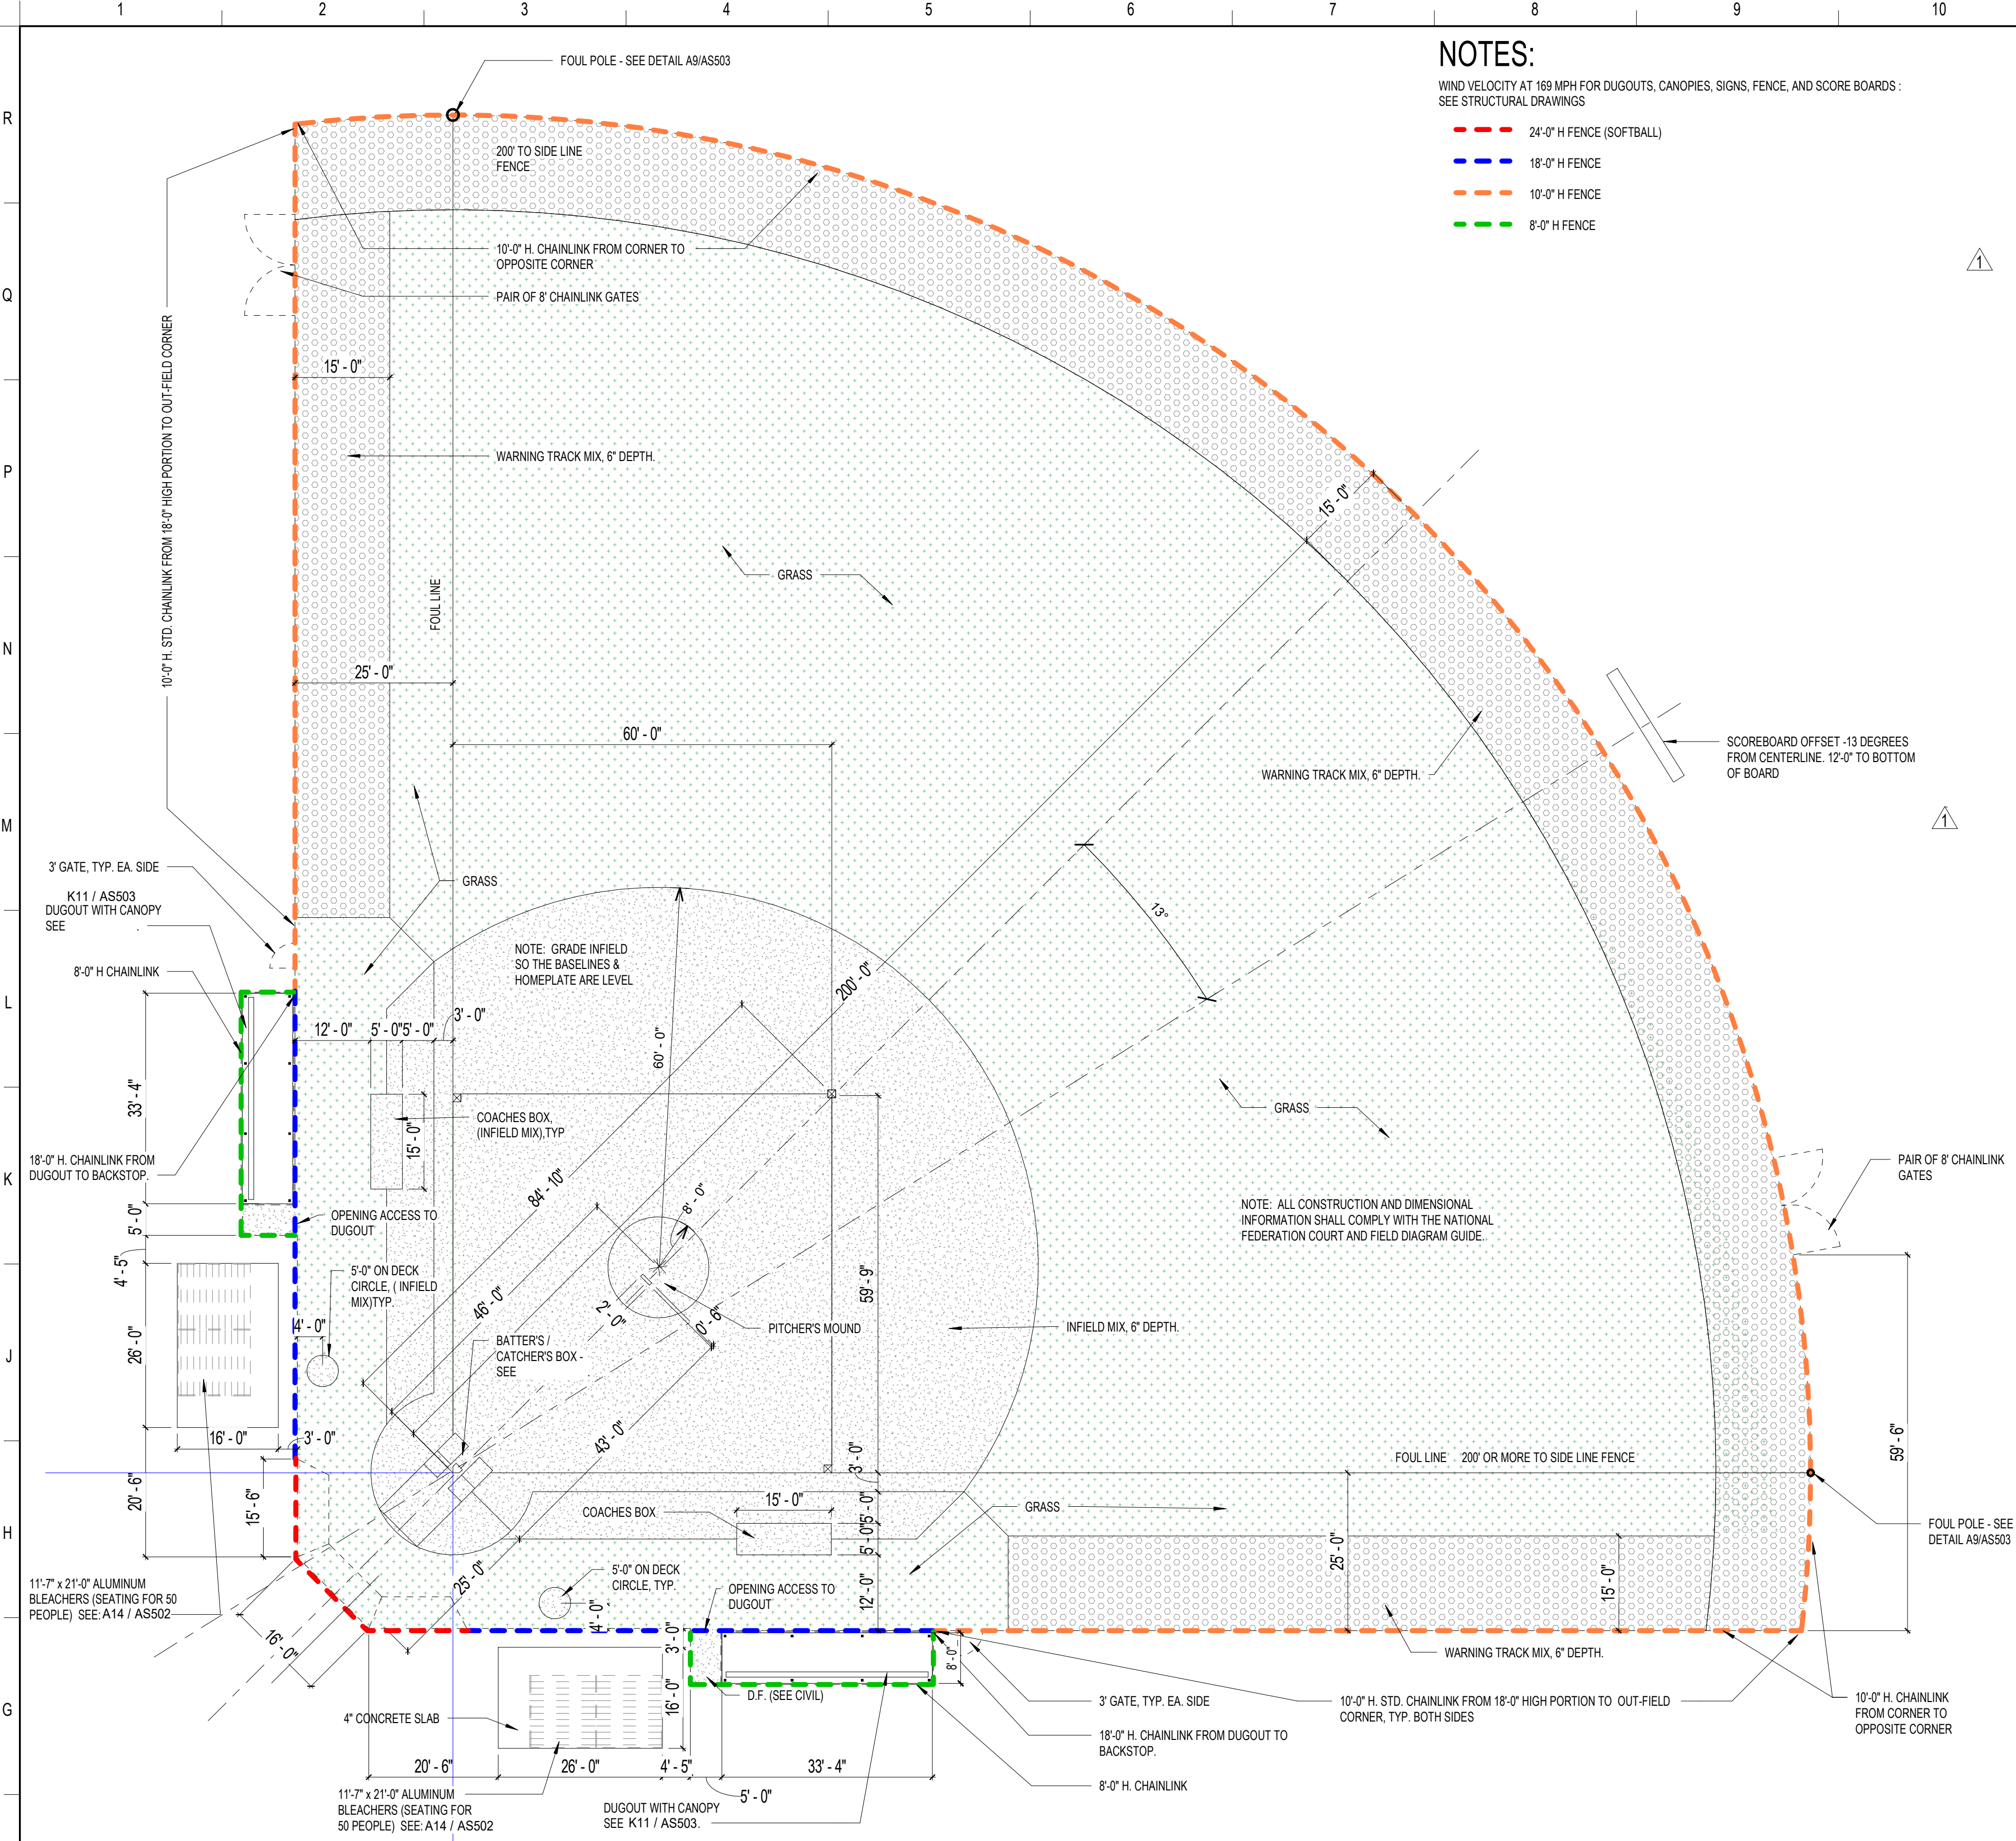 1
2
3
4
5
6
7
8
9
10
R
Q
P
N
M
L
K
J
H
G
NOTES:
WIND VELOCITY AT 169 MPH FOR DUGOUTS, CANOPIES, SIGNS, FENCE, AND SCORE BOARDS :
SEE STRUCTURAL DRAWINGS
24'-0" H FENCE (SOFTBALL)
18'-0" H FENCE
10'-0" H FENCE
8'-0" H FENCE
1
FOUL POLE - SEE DETAIL A9/AS503
200' TO SIDE LINE
FENCE
10'-0" H. CHAINLINK FROM CORNER TO
OPPOSITE CORNER
PAIR OF 8' CHAINLINK GATES
10'-0" H. STD. CHAINLINK FROM 18'-0" HIGH PORTION TO OUT-FIELD CORNER
15' - 0"
WARNING TRACK MIX, 6" DEPTH.
15' - 0"
GRASS
FOUL LINE
25' - 0"
60' - 0"
SCOREBOARD OFFSET -13 DEGREES
FROM CENTERLINE. 12'-0" TO BOTTOM
OF BOARD
WARNING TRACK MIX, 6" DEPTH.
1
3' GATE, TYP. EA. SIDE
GRASS
K11 / AS503
DUGOUT WITH CANOPY
SEE .
13°
NOTE: GRADE INFIELD
SO THE BASELINES &
HOMEPLATE ARE LEVEL
8'-0" H CHAINLINK
200' - 0"
12' - 0"
5' - 0"
5' - 0"
3' - 0"
60' - 0"
33' - 4"
COACHES BOX,
(INFIELD MIX),TYP
15' - 0"
GRASS
18'-0" H. CHAINLINK FROM
DUGOUT TO BACKSTOP.
84' - 10"
8' - 0"
PAIR OF 8' CHAINLINK
GATES
5' - 0"
OPENING ACCESS TO
DUGOUT
NOTE: ALL CONSTRUCTION AND DIMENSIONAL
INFORMATION SHALL COMPLY WITH THE NATIONAL
FEDERATION COURT AND FIELD DIAGRAM GUIDE.
4' - 5"
5'-0" ON DECK
CIRCLE, ( INFIELD
MIX)TYP.
46' - 0"
59' - 9"
2' - 0"
0' - 6"
4' - 0"
26' - 0"
BATTER'S /
CATCHER'S BOX -
SEE
PITCHER'S MOUND
INFIELD MIX, 6" DEPTH.
16' - 0"
3' - 0"
43' - 0"
3' - 0"
FOUL LINE 200' OR MORE TO SIDE LINE FENCE
59' - 6"
20' - 6"
15' - 6"
COACHES BOX
15' - 0"
5' - 0"
5' - 0"
GRASS
FOUL POLE - SEE
DETAIL A9/AS503
25' - 0"
25' - 0"
15' - 0"
11'-7" x 21'-0" ALUMINUM
BLEACHERS (SEATING FOR 50
PEOPLE) SEE: A14 / AS502
5'-0" ON DECK
CIRCLE, TYP.
OPENING ACCESS TO
DUGOUT
12' - 0"
4' - 0"
16' - 0"
3' - 0"
8' - 0"
WARNING TRACK MIX, 6" DEPTH.
D.F. (SEE CIVIL)
16' - 0"
4" CONCRETE SLAB
3' GATE, TYP. EA. SIDE
10'-0" H. STD. CHAINLINK FROM 18'-0" HIGH PORTION TO OUT-FIELD
CORNER, TYP. BOTH SIDES
10'-0" H. CHAINLINK
FROM CORNER TO
OPPOSITE CORNER
18'-0" H. CHAINLINK FROM DUGOUT TO
BACKSTOP.
20' - 6"
26' - 0"
4' - 5"
33' - 4"
5' - 0"
8'-0" H. CHAINLINK
11'-7" x 21'-0" ALUMINUM
BLEACHERS (SEATING FOR
50 PEOPLE) SEE: A14 / AS502
DUGOUT WITH CANOPY
SEE K11 / AS503.